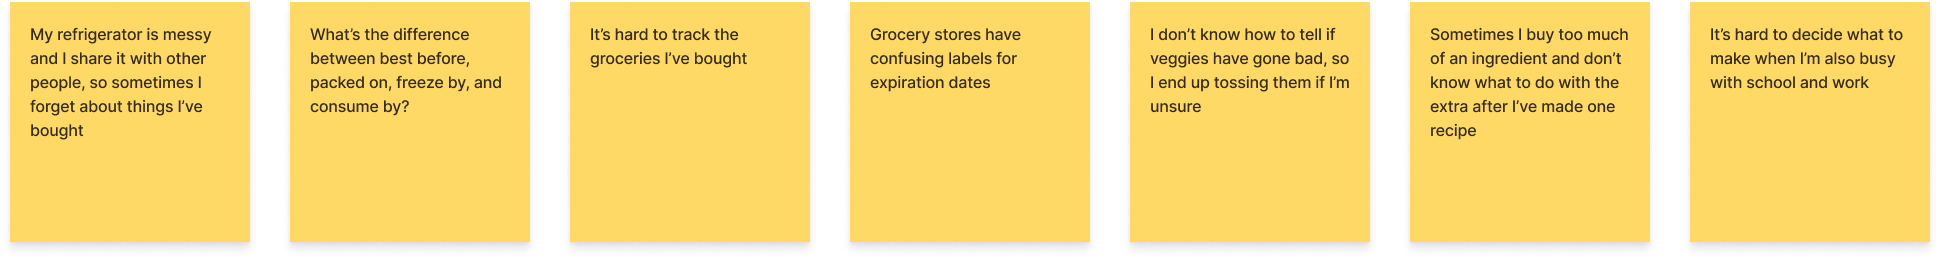 My refrigerator is messy
and I share it with other
people, so sometimes I
forget about things I’ve
bought
What’s the difference
between best before,
packed on, freeze by, and
consume by?
It’s hard to track the
groceries I’ve bought
Grocery stores have
confusing labels for
expiration dates
I don’t know how to tell if
veggies have gone bad, so
I end up tossing them if I’m
unsure
Sometimes I buy too much
of an ingredient and don’t
know what to do with the
extra after I’ve made one
recipe
It’s hard to decide what to
make when I’m also busy
with school and work